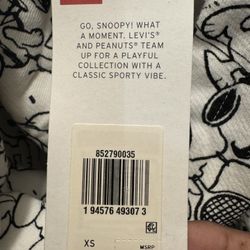 GO, SNOOPY! WHAT
A MOMENT. LEVI'S®
AND PEANUTS® TEAM
UP FOR A PLAYFUL
COLLECTION WITH A
CLASSIC SPORTY VIBE.
852790035
1 94576 49307 3
XS
MSRP